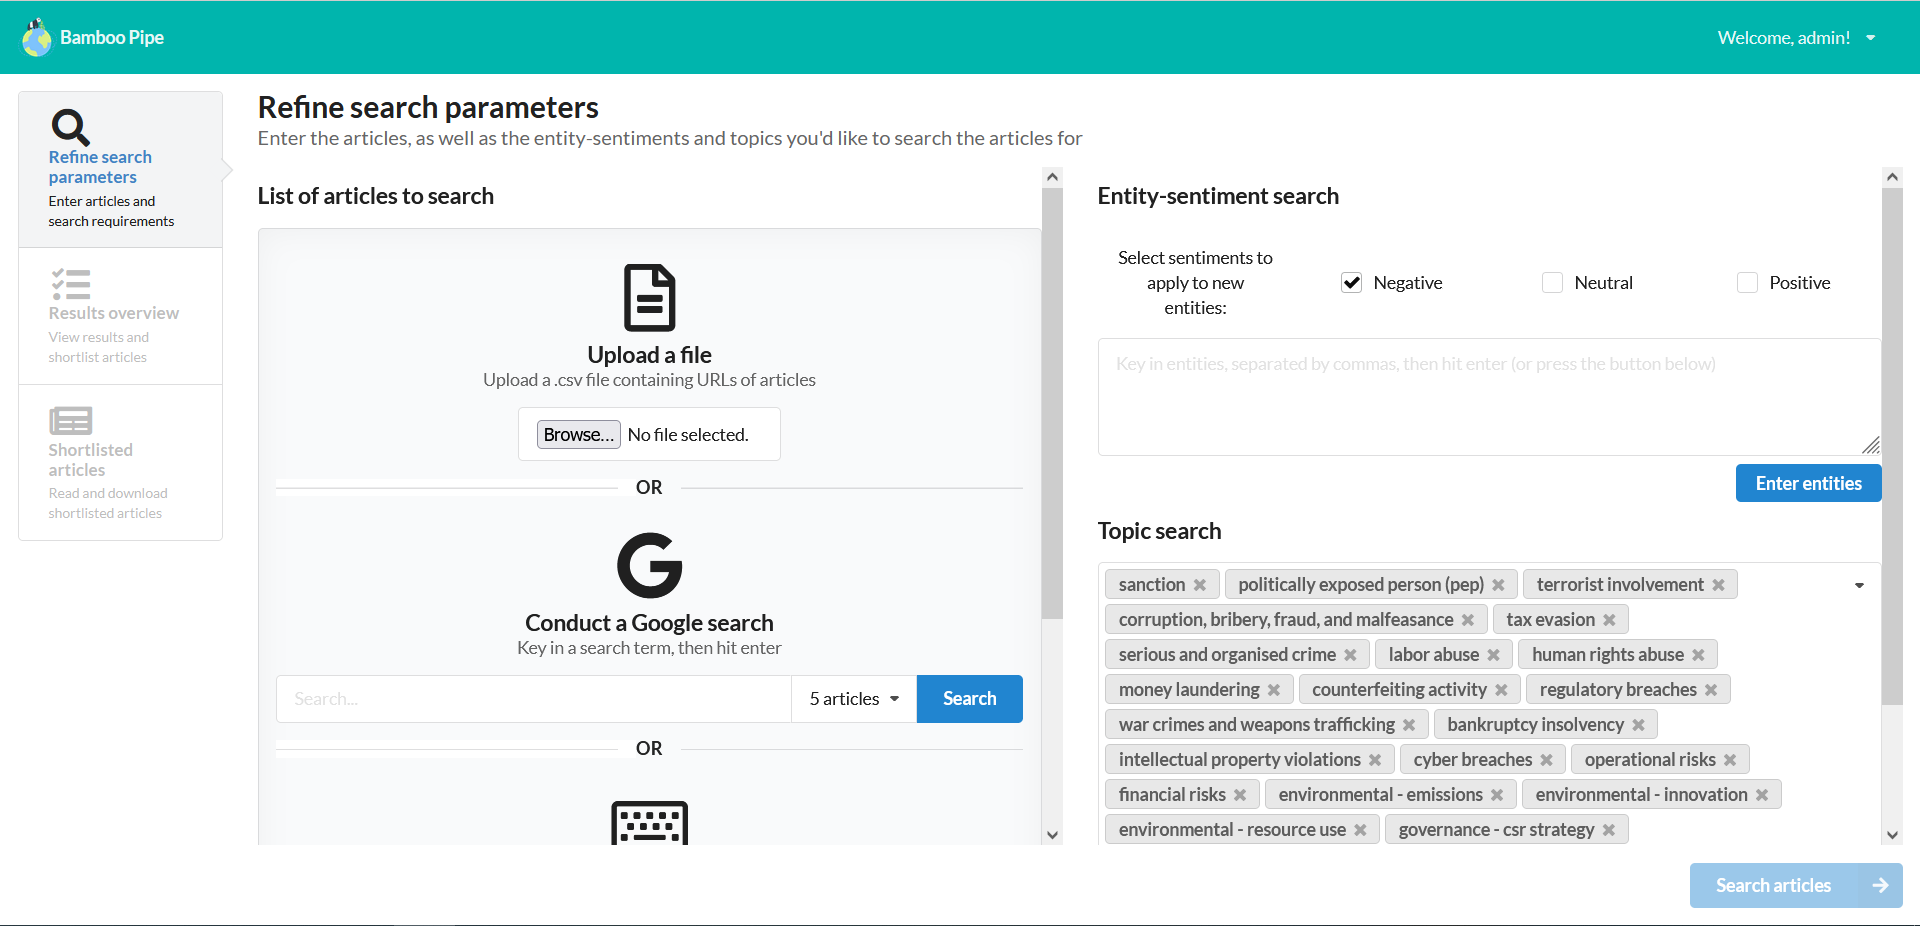 Bamboo Pipe
Welcome, admin!
Refine search
parameters
Enter articles and
search requirements
Results overview
View results and
shortlist articles
Shortlisted
articles
Read and download
shortlisted articles
Refine search parameters
Enter the articles, as well as the entity-sentiments and topics you'd like to search the articles for
List of articles to search
Upload a file
Upload a .csv file containing URLs of articles
Browse... No file selected.
OR
Conduct a Google search
Key in a search term, then hit enter
Search... 5 articles Search
OR
Entity-sentiment search
Select sentiments to
apply to new
entities:
Negative Neutral Positive
Key in entities, separated by commas, then hit enter (or press the button below)
Enter entities
Topic search
sanction politically exposed person (pep) terrorist involvement
corruption, bribery, fraud, and malfeasance tax evasion
serious and organised crime labor abuse human rights abuse
money laundering counterfeiting activity regulatory breaches
war crimes and weapons trafficking bankruptcy insolvency
intellectual property violations cyber breaches operational risks
financial risks environmental - emissions environmental - innovation
environmental - resource use governance - csr strategy
Search articles